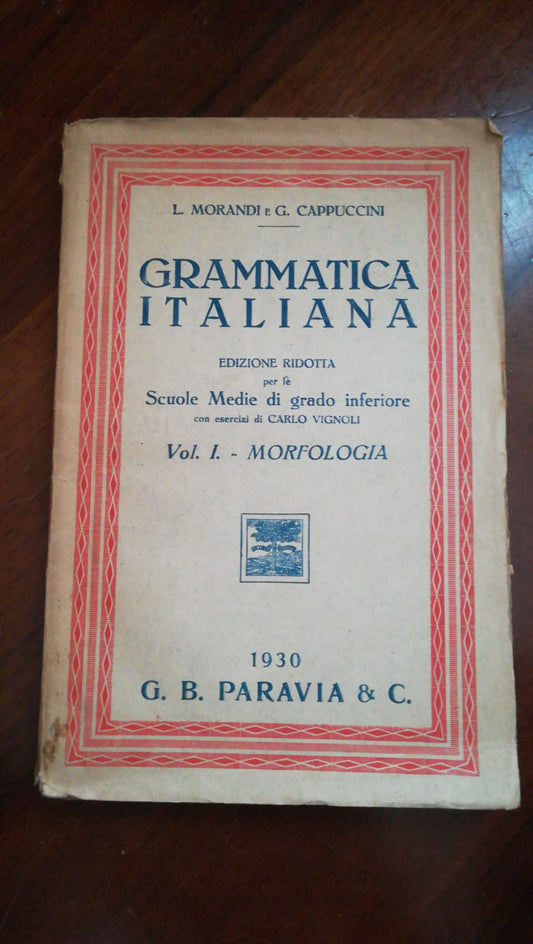 L. MORANDI E G. CAPPUCCINI
GRAMMATICA
ITALIANA
EDIZIONE RIDOTTA
per le
Scuole Medie di grado inferiore
con esercizi di CARLO VIGNOLI
Vol. I. - MORFOLOGIA
1930
G. B. PARAVIA & C.